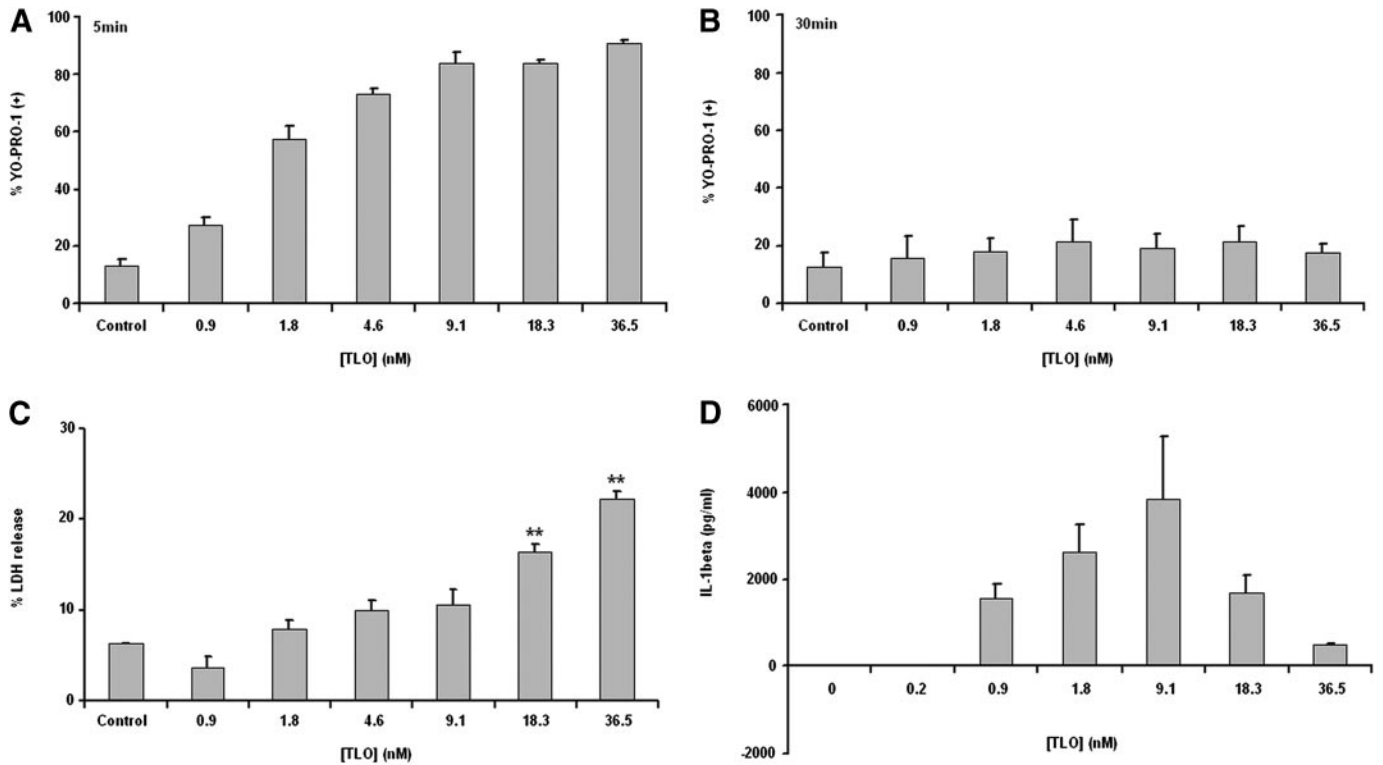 A
5min
% YO-PRO-1 (+)
100
80
60
40
20
0
Control 0.9 1.8 4.6 9.1 18.3 36.5
[TLO] (nM)
B
30min
% YO-PRO-1 (+)
100
80
60
40
20
0
Control 0.9 1.8 4.6 9.1 18.3 36.5
[TLO] (nM)
C
% LDH release
30
20
10
0
** **
Control 0.9 1.8 4.6 9.1 18.3 36.5
[TLO] (nM)
D
IL-1beta (pg/ml)
6000
4000
2000
0
-2000
0 0.2 0.9 1.8 9.1 18.3 36.5
[TLO] (nM)